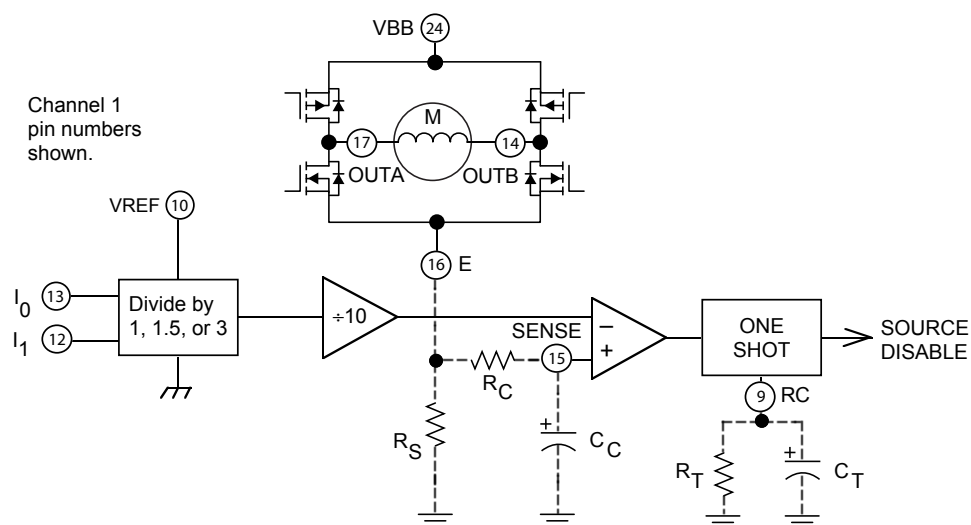 VBB 24
Channel 1
pin numbers
shown.
M
17
14
OUTA
OUTB
VREF 10
16 E
I0 13
I1 12
Divide by
1, 1.5, or 3
÷10
SENSE
15
–
+
ONE
SHOT
SOURCE
DISABLE
9 RC
RC
RS
+
CC
RT
+
CT